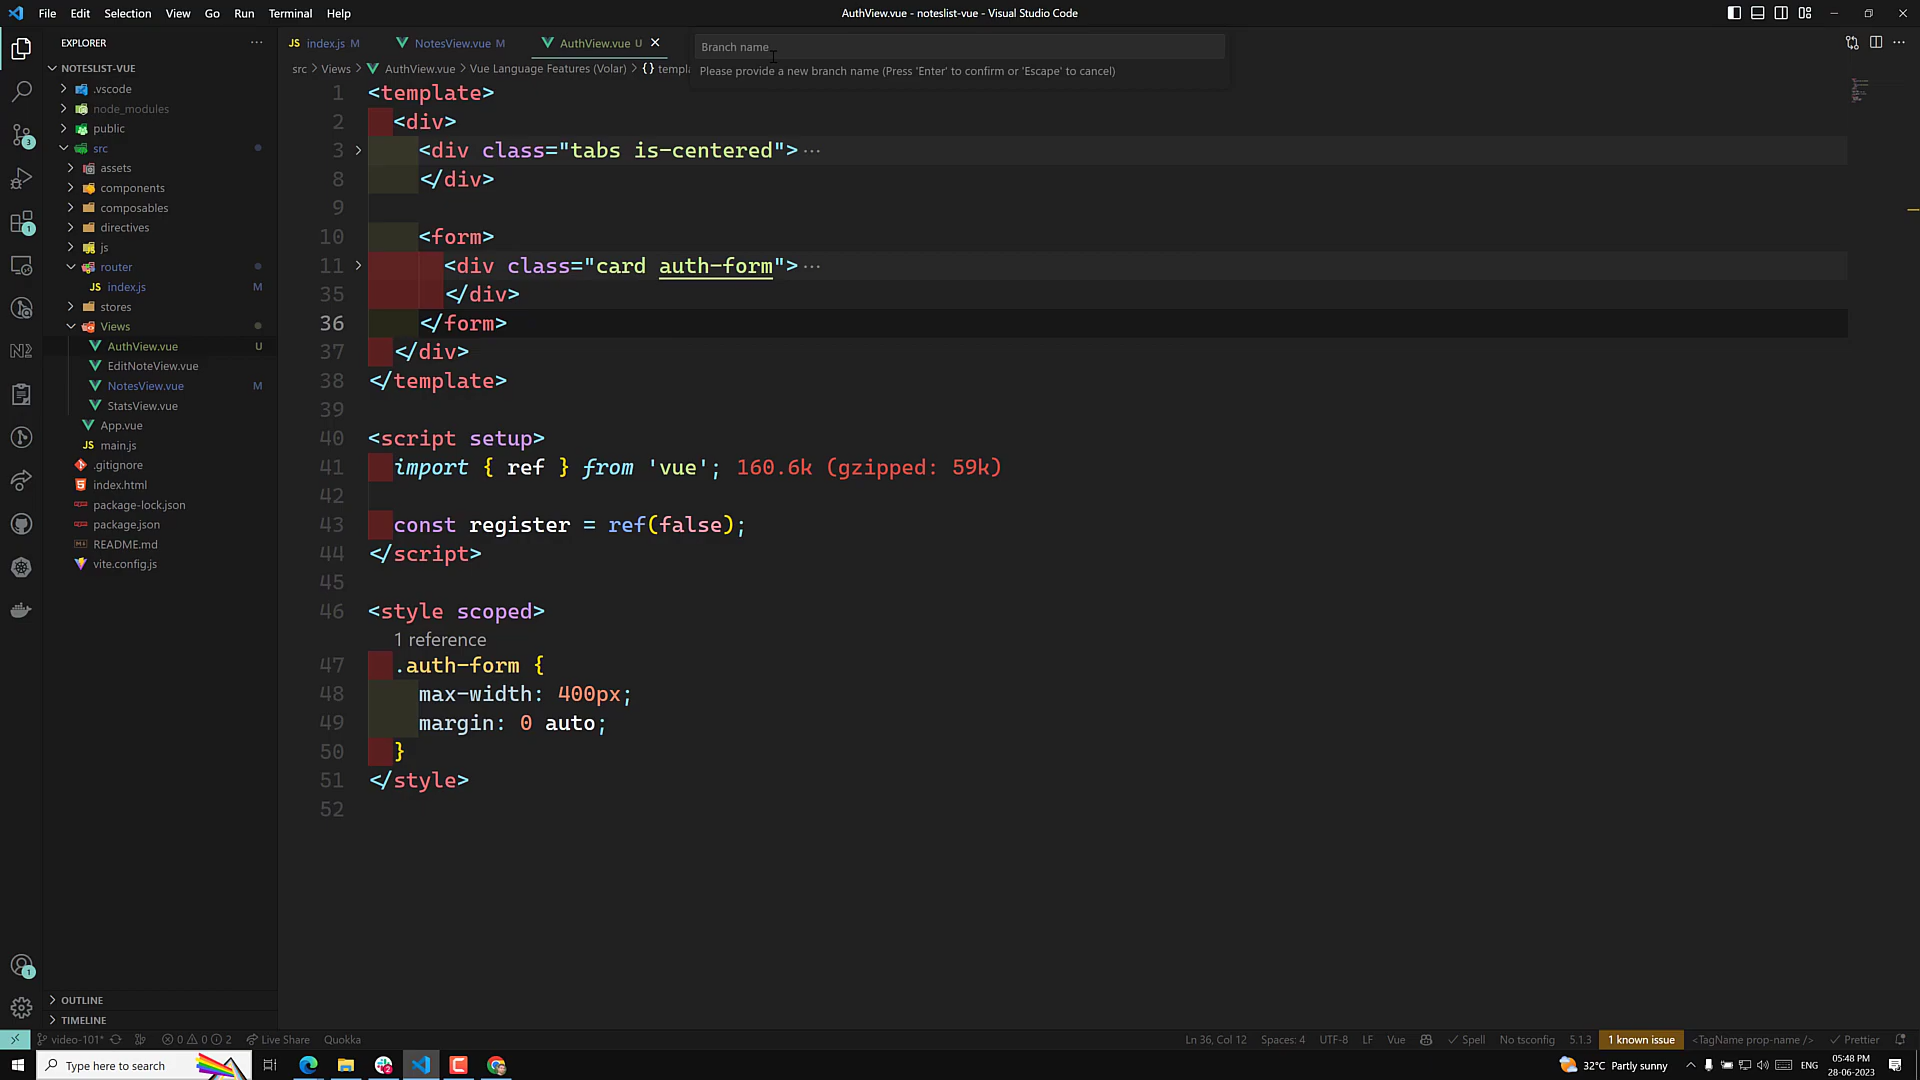 File Edit Selection View Go Run Terminal Help
AuthView.vue - noteslist-vue - Visual Studio Code
EXPLORER
index.js M
NotesView.vue M
AuthView.vue U
Branch name
Please provide a new branch name (Press 'Enter' to confirm or 'Escape' to cancel)
src > Views > AuthView.vue > Vue Language Features (Volar) > {} templ
NOTESLIST-VUE
.vscode
node_modules
public
src
assets
components
composables
directives
js
router
index.js M
stores
Views
AuthView.vue U
EditNoteView.vue
NotesView.vue M
StatsView.vue
App.vue
main.js
.gitignore
index.html
package-lock.json
package.json
README.md
vite.config.js
OUTLINE
TIMELINE
1 <template>
2 <div>
3 <div class="tabs is-centered"> ···
8 </div>
9
10 <form>
11 <div class="card auth-form"> ···
35 </div>
36 </form>
37 </div>
38 </template>
39
40 <script setup>
41 import { ref } from 'vue'; 160.6k (gzipped: 59k)
42
43 const register = ref(false);
44 </script>
45
46 <style scoped>
1 reference
47 .auth-form {
48 max-width: 400px;
49 margin: 0 auto;
50 }
51 </style>
52
video-101* 0 0 2 Live Share Quokka
Ln 36, Col 12 Spaces: 4 UTF-8 LF Vue Spell No tsconfig 5.1.3 1 known issue <TagName prop-name /> Prettier
Type here to search
32°C Partly sunny
ENG
05:48 PM
28-06-2023